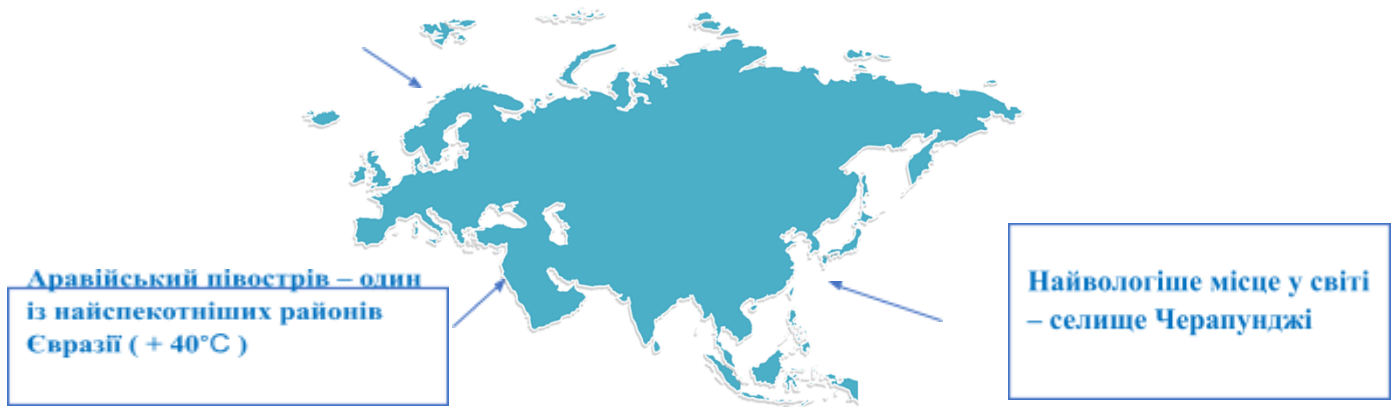 Аравійський півострів – один
із найспекотніших районів
Євразії ( + 40°C )
Найвологіше місце у світі
– селище Черапунджі